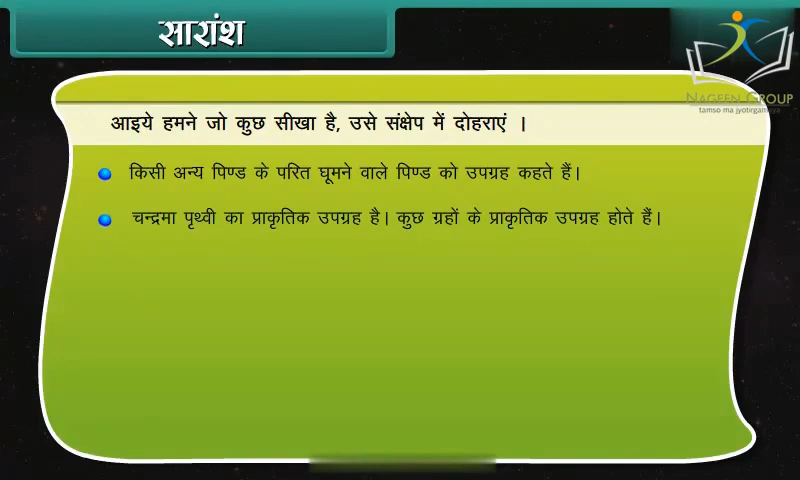 सारांश
NAGEEN GROUP
tamso ma jyotirgamaya
आइये हमने जो कुछ सीखा है, उसे संक्षेप में दोहराएं ।
किसी अन्य पिण्ड के परित घूमने वाले पिण्ड को उपग्रह कहते हैं।
चन्द्रमा पृथ्वी का प्राकृतिक उपग्रह है। कुछ ग्रहों के प्राकृतिक उपग्रह होते हैं।